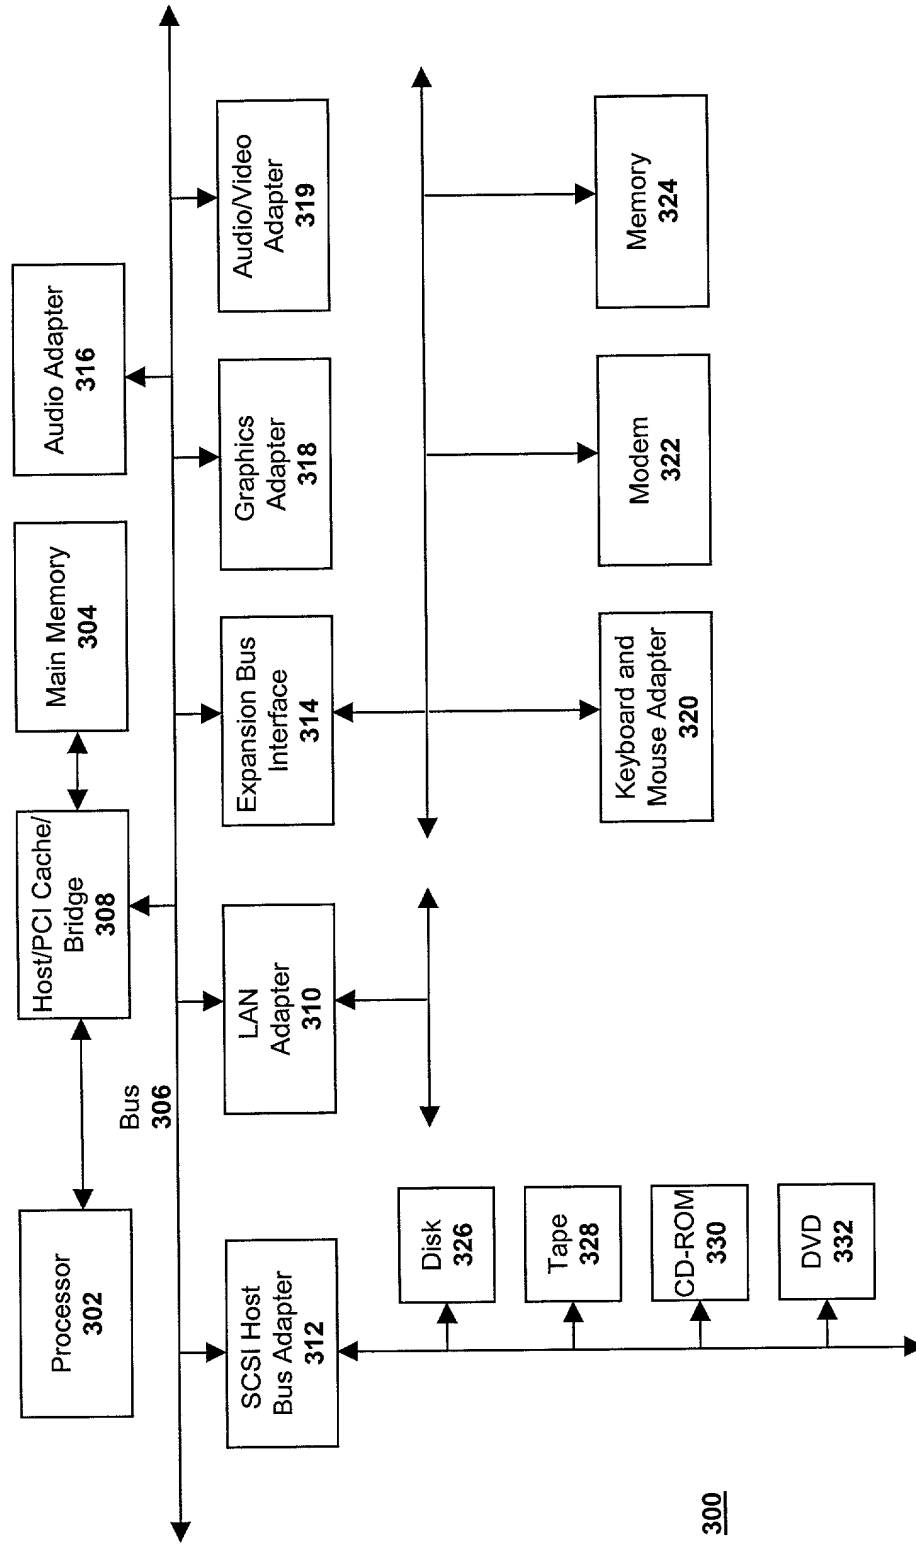 Processor
302
Host/PCI Cache/
Bridge
308
Main Memory
304
Audio Adapter
316
Bus
306
SCSI Host
Bus Adapter
312
LAN
Adapter
310
Expansion Bus
Interface
314
Graphics
Adapter
318
Audio/Video
Adapter
319
Disk
326
Tape
328
CD-ROM
330
DVD
332
Keyboard and
Mouse Adapter
320
Modem
322
Memory
324
300